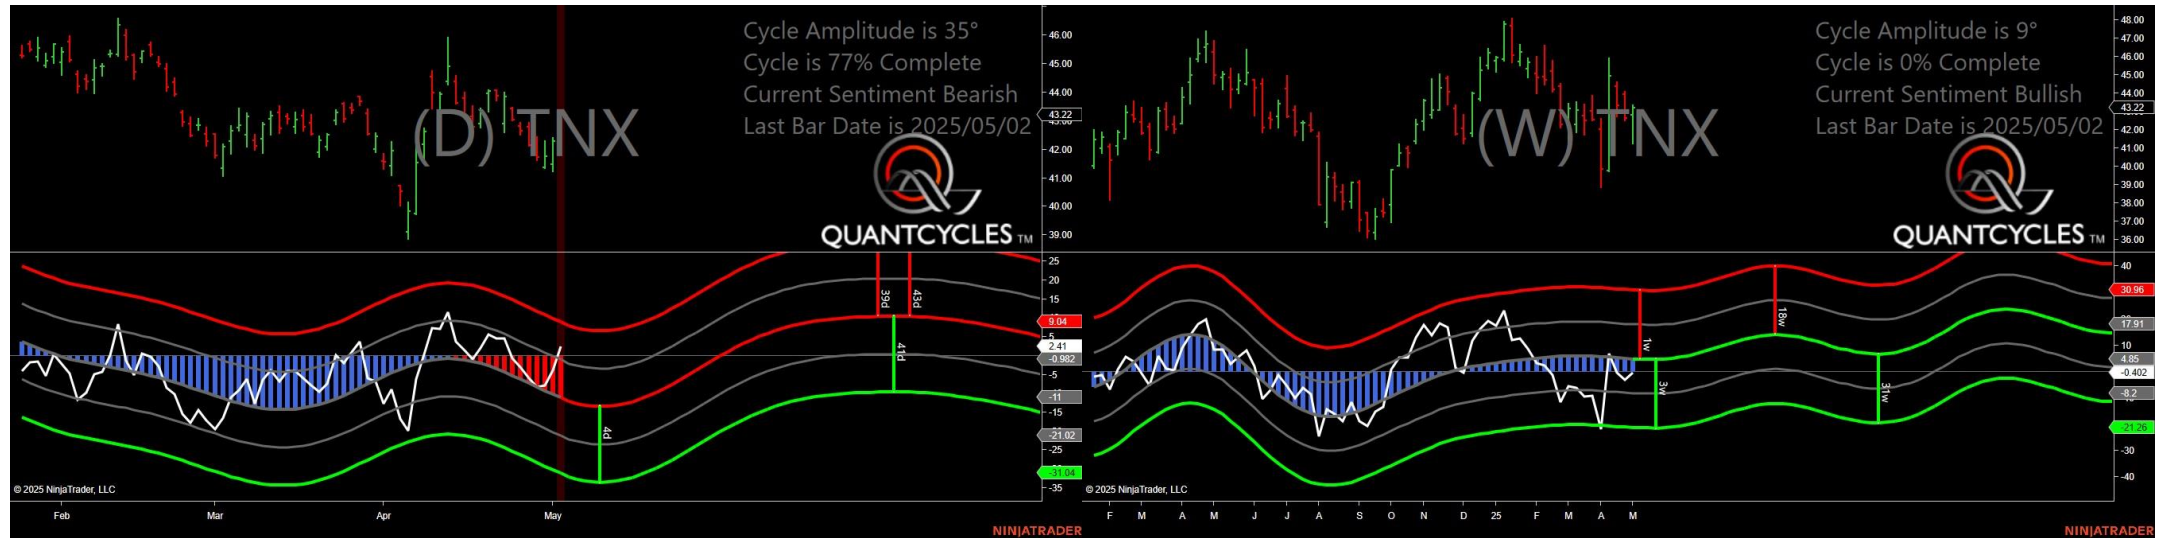 Cycle Amplitude is 35°
Cycle is 77% Complete
Current Sentiment Bearish
Last Bar Date is 2025/05/02
(D) TNX
QUANTCYCLES TM
46.00
45.00
44.00
43.22
42.00
41.00
40.00
39.00
25
20
15
9.04
5
2.41
-0.982
-5
-11
-15
-21.02
-25
-31.04
-35
39d
43d
41d
4d
© 2025 NinjaTrader, LLC
Feb Mar Apr May
NINJATRADER
Cycle Amplitude is 9°
Cycle is 0% Complete
Current Sentiment Bullish
Last Bar Date is 2025/05/02
(W) TNX
QUANTCYCLES TM
48.00
47.00
46.00
45.00
44.00
43.22
42.00
41.00
40.00
39.00
38.00
37.00
36.00
40
30.96
17.91
10
4.85
-0.402
-8.2
-21.26
-30
-40
1w
18w
3w
31w
© 2025 NinjaTrader, LLC
F M A M J J A S O N D 25 F M A M
NINJATRADER